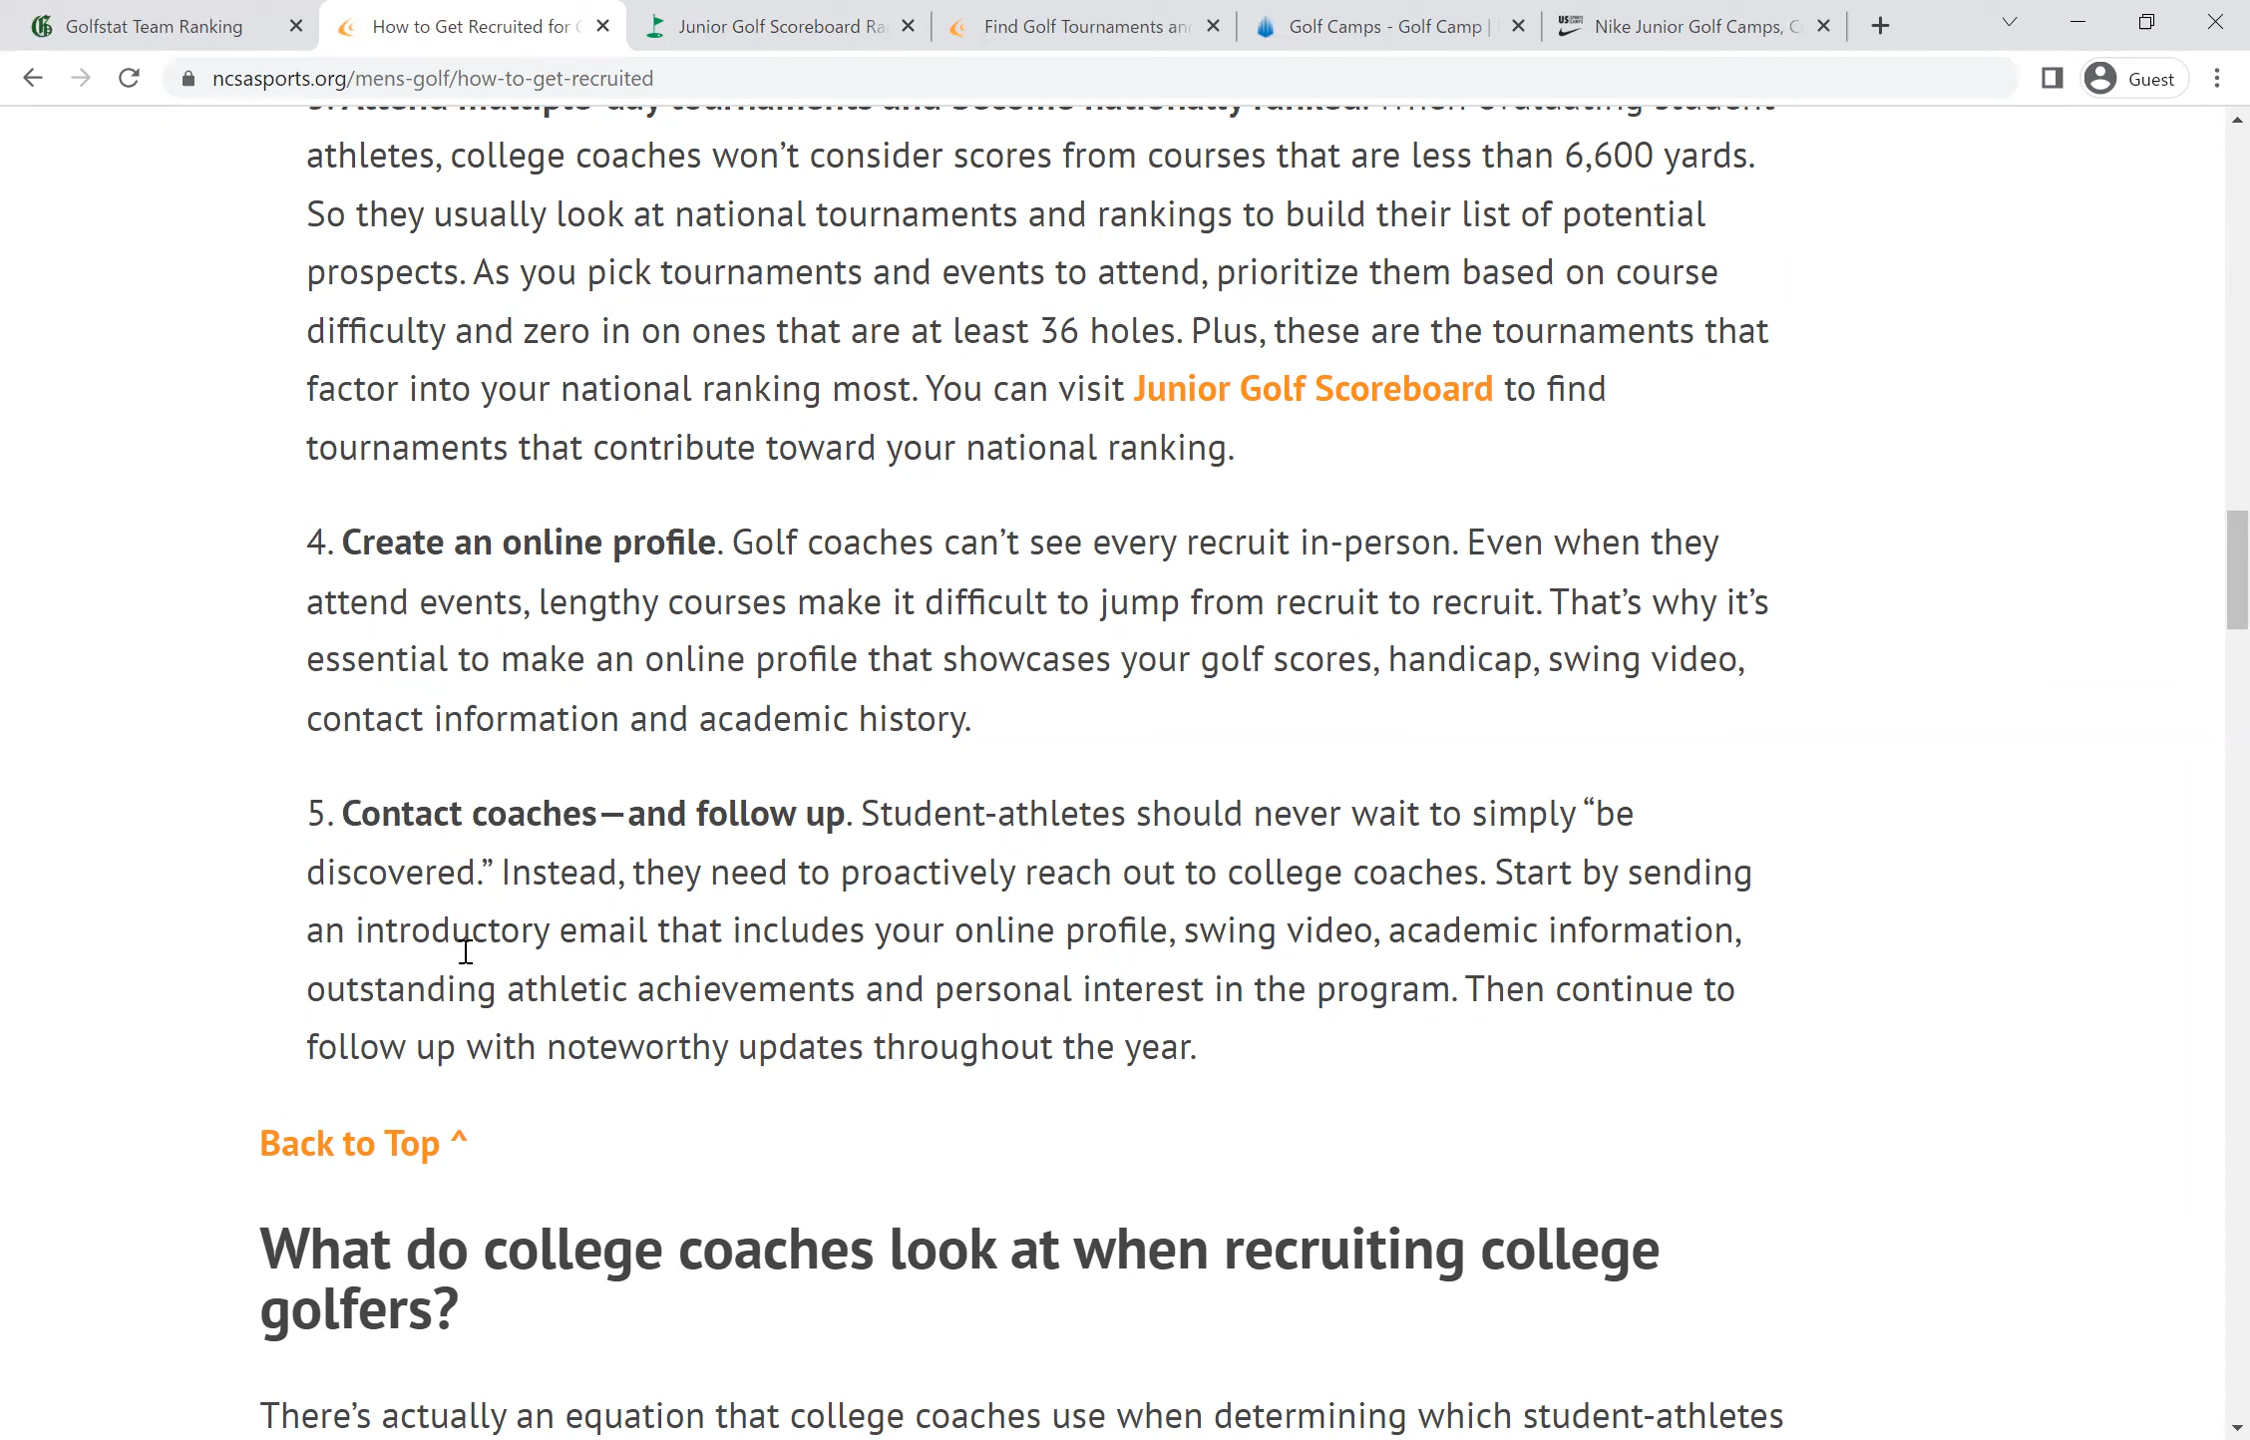 Golfstat Team Ranking
How to Get Recruited for
Junior Golf Scoreboard Ra
Find Golf Tournaments an
Golf Camps - Golf Camp |
Nike Junior Golf Camps, C
ncsasports.org/mens-golf/how-to-get-recruited
Guest
3. Attend multiple-day tournaments and become nationally ranked. When evaluating student
athletes, college coaches won’t consider scores from courses that are less than 6,600 yards.
So they usually look at national tournaments and rankings to build their list of potential
prospects. As you pick tournaments and events to attend, prioritize them based on course
difficulty and zero in on ones that are at least 36 holes. Plus, these are the tournaments that
factor into your national ranking most. You can visit Junior Golf Scoreboard to find
tournaments that contribute toward your national ranking.
4. Create an online profile. Golf coaches can’t see every recruit in-person. Even when they
attend events, lengthy courses make it difficult to jump from recruit to recruit. That’s why it’s
essential to make an online profile that showcases your golf scores, handicap, swing video,
contact information and academic history.
5. Contact coaches—and follow up. Student-athletes should never wait to simply “be
discovered.” Instead, they need to proactively reach out to college coaches. Start by sending
an introductory email that includes your online profile, swing video, academic information,
outstanding athletic achievements and personal interest in the program. Then continue to
follow up with noteworthy updates throughout the year.
Back to Top ^
What do college coaches look at when recruiting college
golfers?
There’s actually an equation that college coaches use when determining which student-athletes